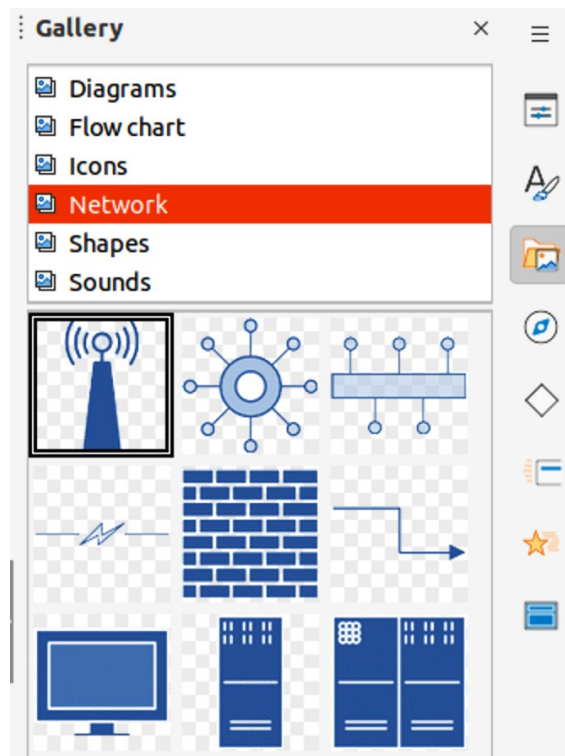 Gallery
Diagrams
Flow chart
Icons
Network
Shapes
Sounds